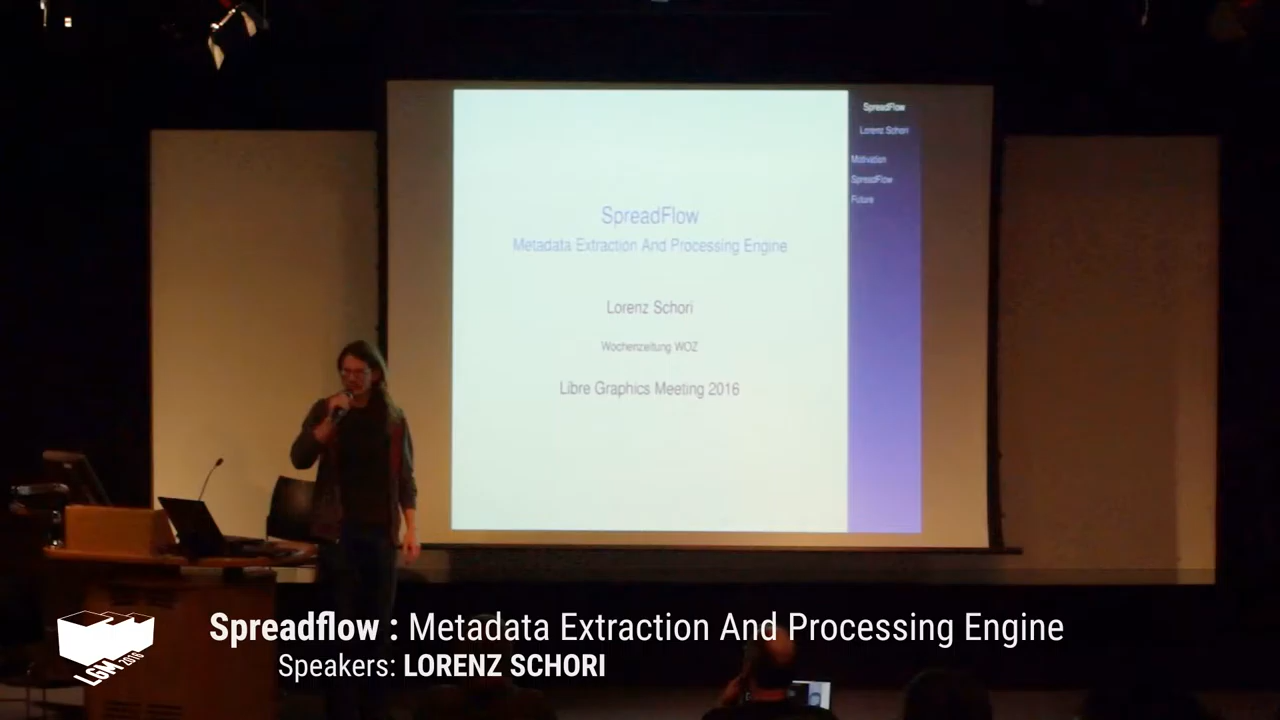 SpreadFlow
Metadata Extraction And Processing Engine
Lorenz Schori
Wochenzeitung WOZ
Libre Graphics Meeting 2016
SpreadFlow
Lorenz Schori
Motivation
SpreadFlow
Future
Spreadflow : Metadata Extraction And Processing Engine
Speakers: LORENZ SCHORI
LGM 2016